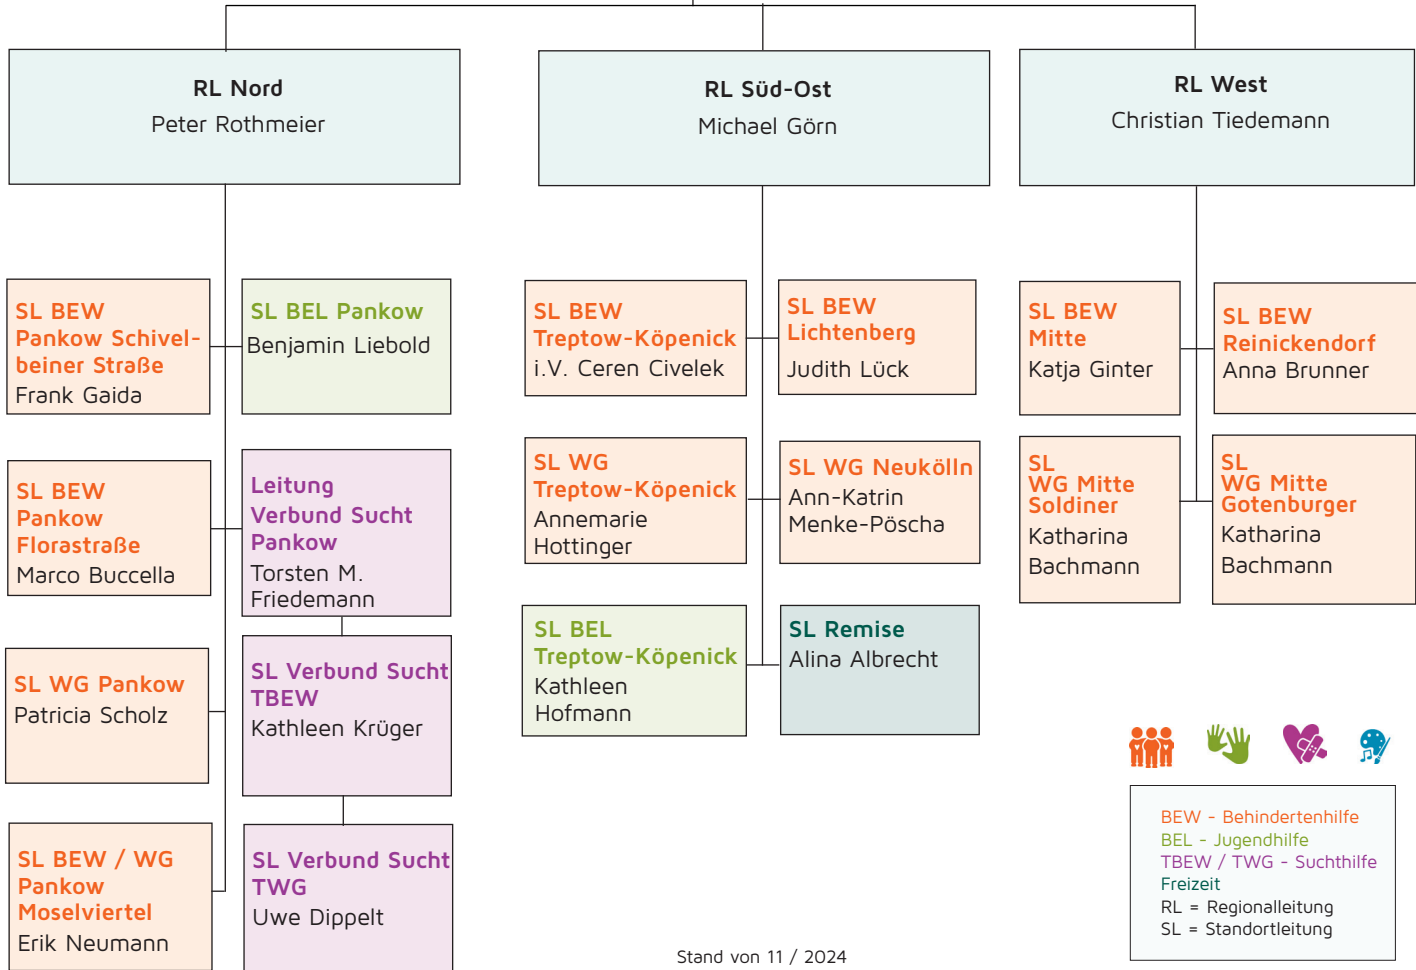 RL Nord
Peter Rothmeier
RL Süd-Ost
Michael Görn
RL West
Christian Tiedemann
SL BEW
Pankow Schivel-
beiner Straße
Frank Gaida
SL BEL Pankow
Benjamin Liebold
SL BEW
Pankow
Florastraße
Marco Buccella
Leitung
Verbund Sucht
Pankow
Torsten M.
Friedemann
SL WG Pankow
Patricia Scholz
SL Verbund Sucht
TBEW
Kathleen Krüger
SL BEW / WG
Pankow
Moselviertel
Erik Neumann
SL Verbund Sucht
TWG
Uwe Dippelt
SL BEW
Treptow-Köpenick
i.V. Ceren Civelek
SL BEW
Lichtenberg
Judith Lück
SL WG
Treptow-Köpenick
Annemarie
Hottinger
SL WG Neukölln
Ann-Katrin
Menke-Pöscha
SL BEL
Treptow-Köpenick
Kathleen
Hofmann
SL Remise
Alina Albrecht
SL BEW
Mitte
Katja Ginter
SL BEW
Reinickendorf
Anna Brunner
SL
WG Mitte
Soldiner
Katharina
Bachmann
SL
WG Mitte
Gotenburger
Katharina
Bachmann
BEW - Behindertenhilfe
BEL - Jugendhilfe
TBEW / TWG - Suchthilfe
Freizeit
RL = Regionalleitung
SL = Standortleitung
Stand von 11 / 2024